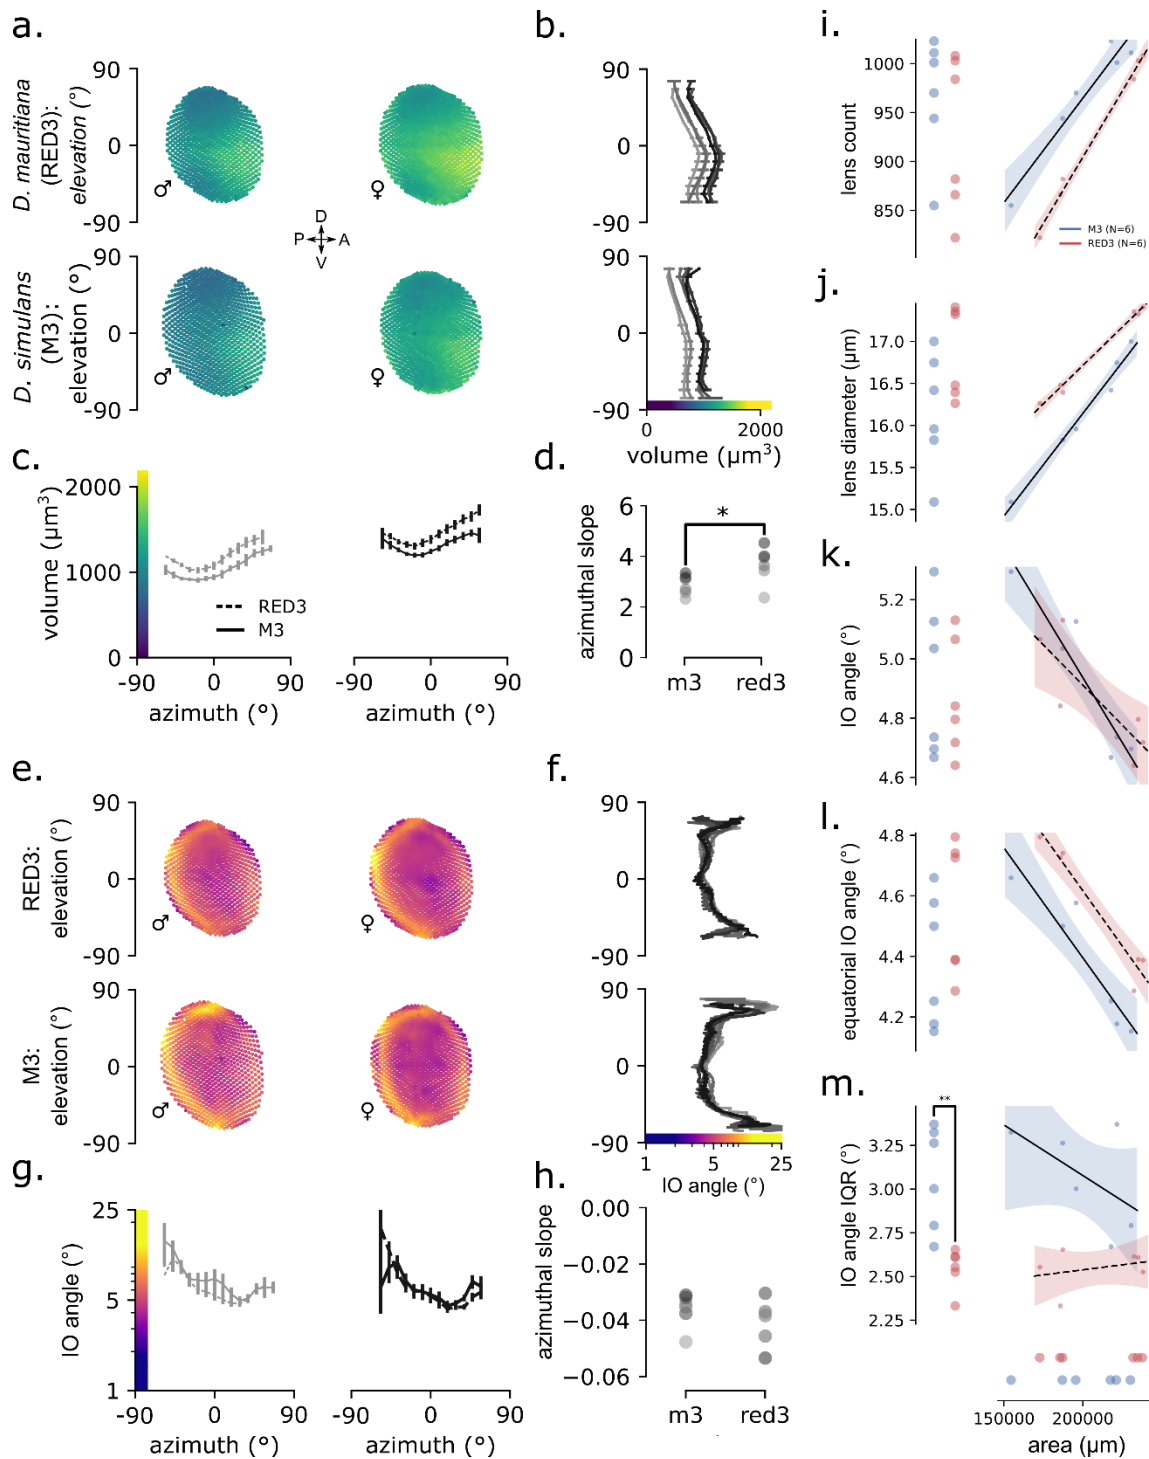 a.
D. mauritiana
(RED3):
elevation (°)
90
0
-90
♂
♀
D
P
A
V
D. simulans
(M3):
elevation (°)
90
0
-90
♂
♀
b.
90
0
-90
90
0
-90
0
2000
volume (µm³)
c.
volume (µm³)
2000
1000
0
RED3
M3
-90
0
90
azimuth (°)
-90
0
90
azimuth (°)
d.
azimuthal slope
6
4
2
0
*
m3
red3
e.
RED3:
elevation (°)
90
0
-90
♂
♀
M3:
elevation (°)
90
0
-90
♂
♀
f.
90
0
-90
90
0
-90
1
5
25
IO angle (°)
g.
IO angle (°)
25
5
1
-90
0
90
azimuth (°)
-90
0
90
azimuth (°)
h.
azimuthal slope
0.00
−0.02
−0.04
−0.06
m3
red3
i.
lens count
1000
950
900
850
M3 (N=6)
RED3 (N=6)
j.
lens diameter (µm)
17.0
16.5
16.0
15.5
15.0
k.
IO angle (°)
5.2
5.0
4.8
4.6
l.
equatorial IO angle (°)
4.8
4.6
4.4
4.2
m.
IO angle IQR (°)
**
3.25
3.00
2.75
2.50
2.25
150000
200000
area (µm)